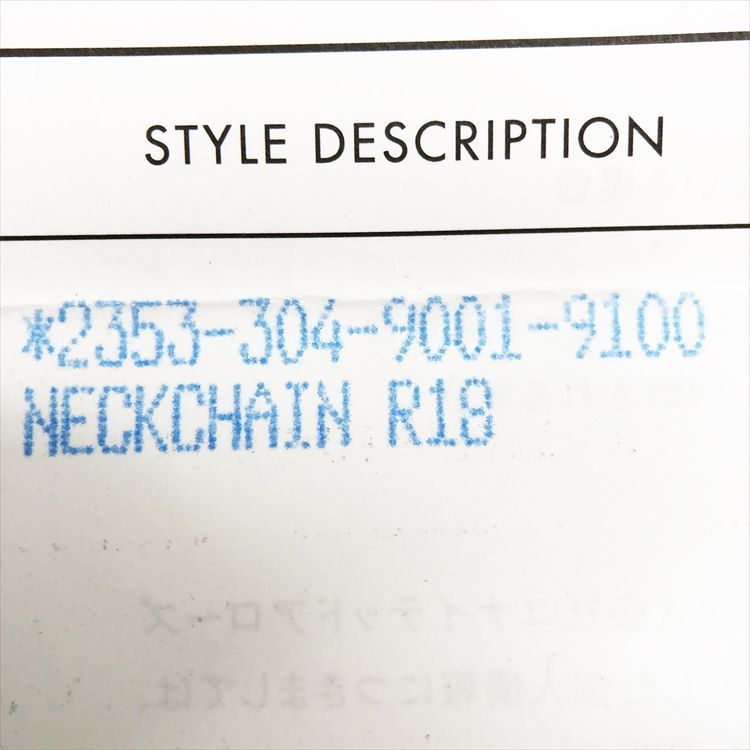 STYLE DESCRIPTION
*2353-304-9001-9100
NECKCHAIN R18